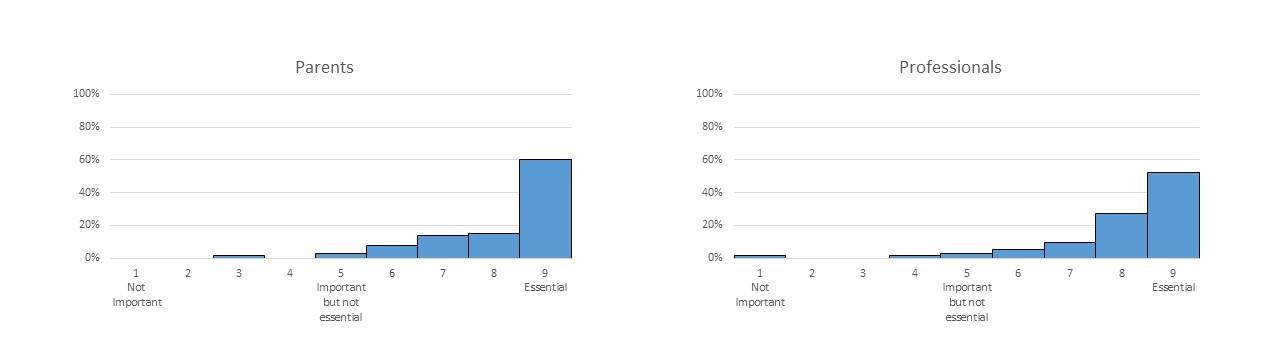 Parents
100%
80%
60%
40%
20%
0%
1 2 3 4 5 6 7 8 9
Not Important but not essential Essential
Important
Professionals
100%
80%
60%
40%
20%
0%
1 2 3 4 5 6 7 8 9
Not Important but not essential Essential
Important